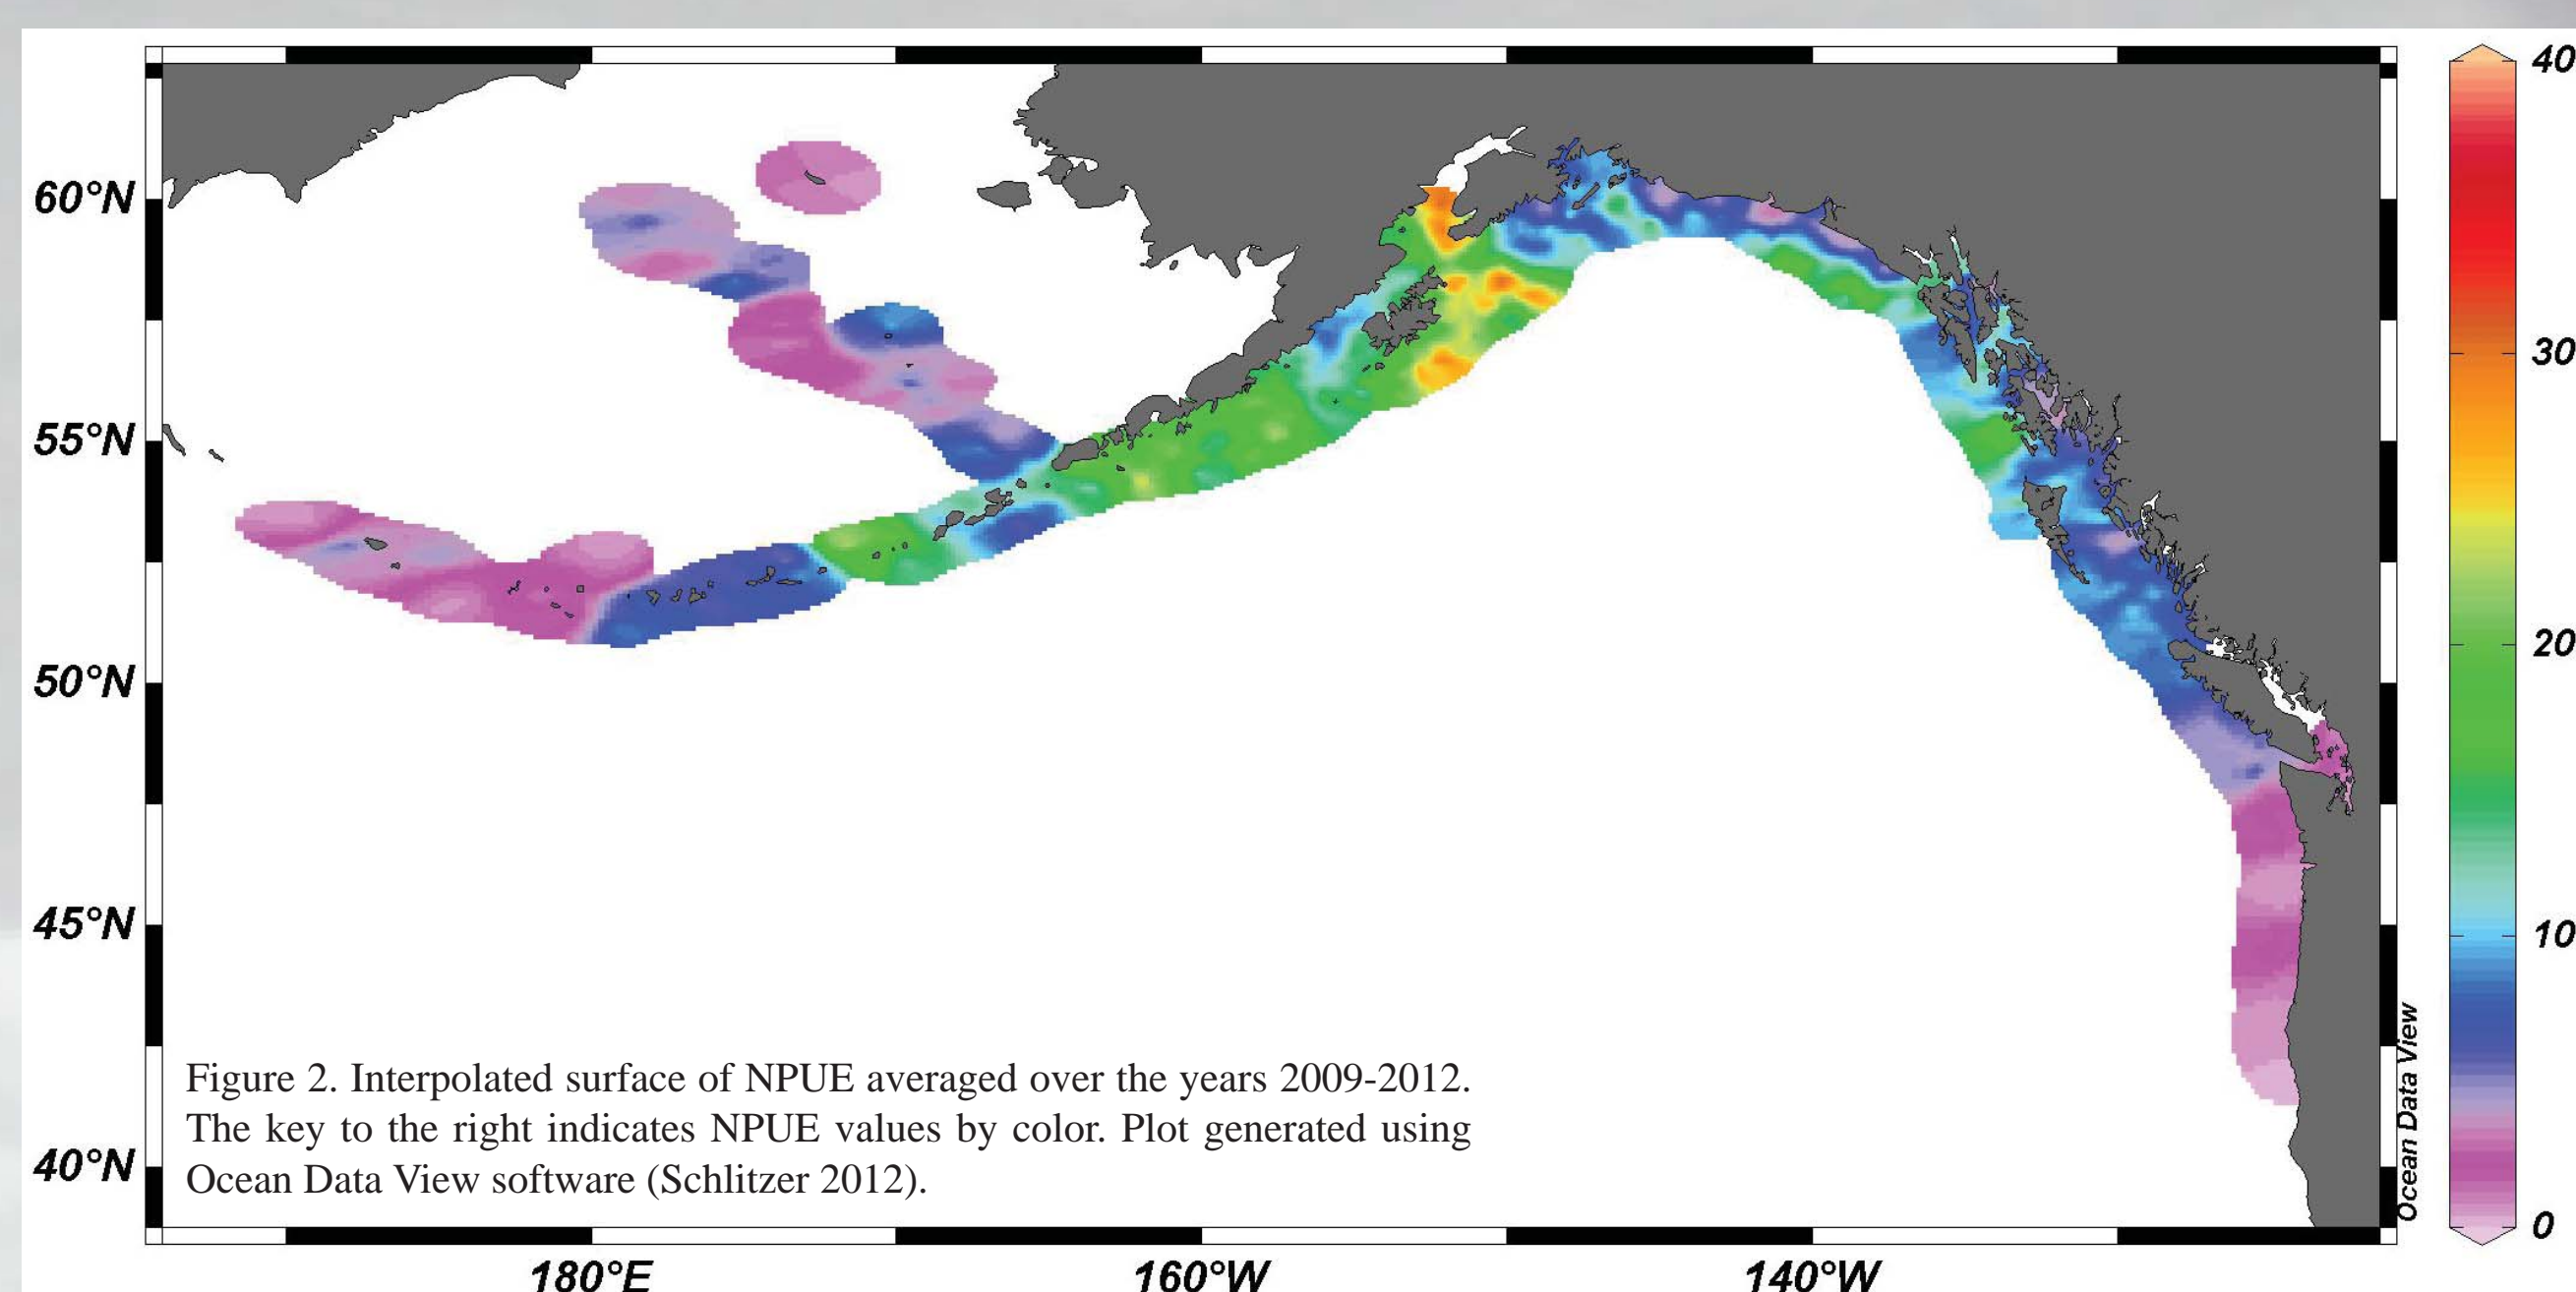 60°N
55°N
50°N
45°N
40°N
180°E
160°W
140°W
40
30
20
10
0
Ocean Data View
Figure 2. Interpolated surface of NPUE averaged over the years 2009-2012.
The key to the right indicates NPUE values by color. Plot generated using
Ocean Data View software (Schlitzer 2012).